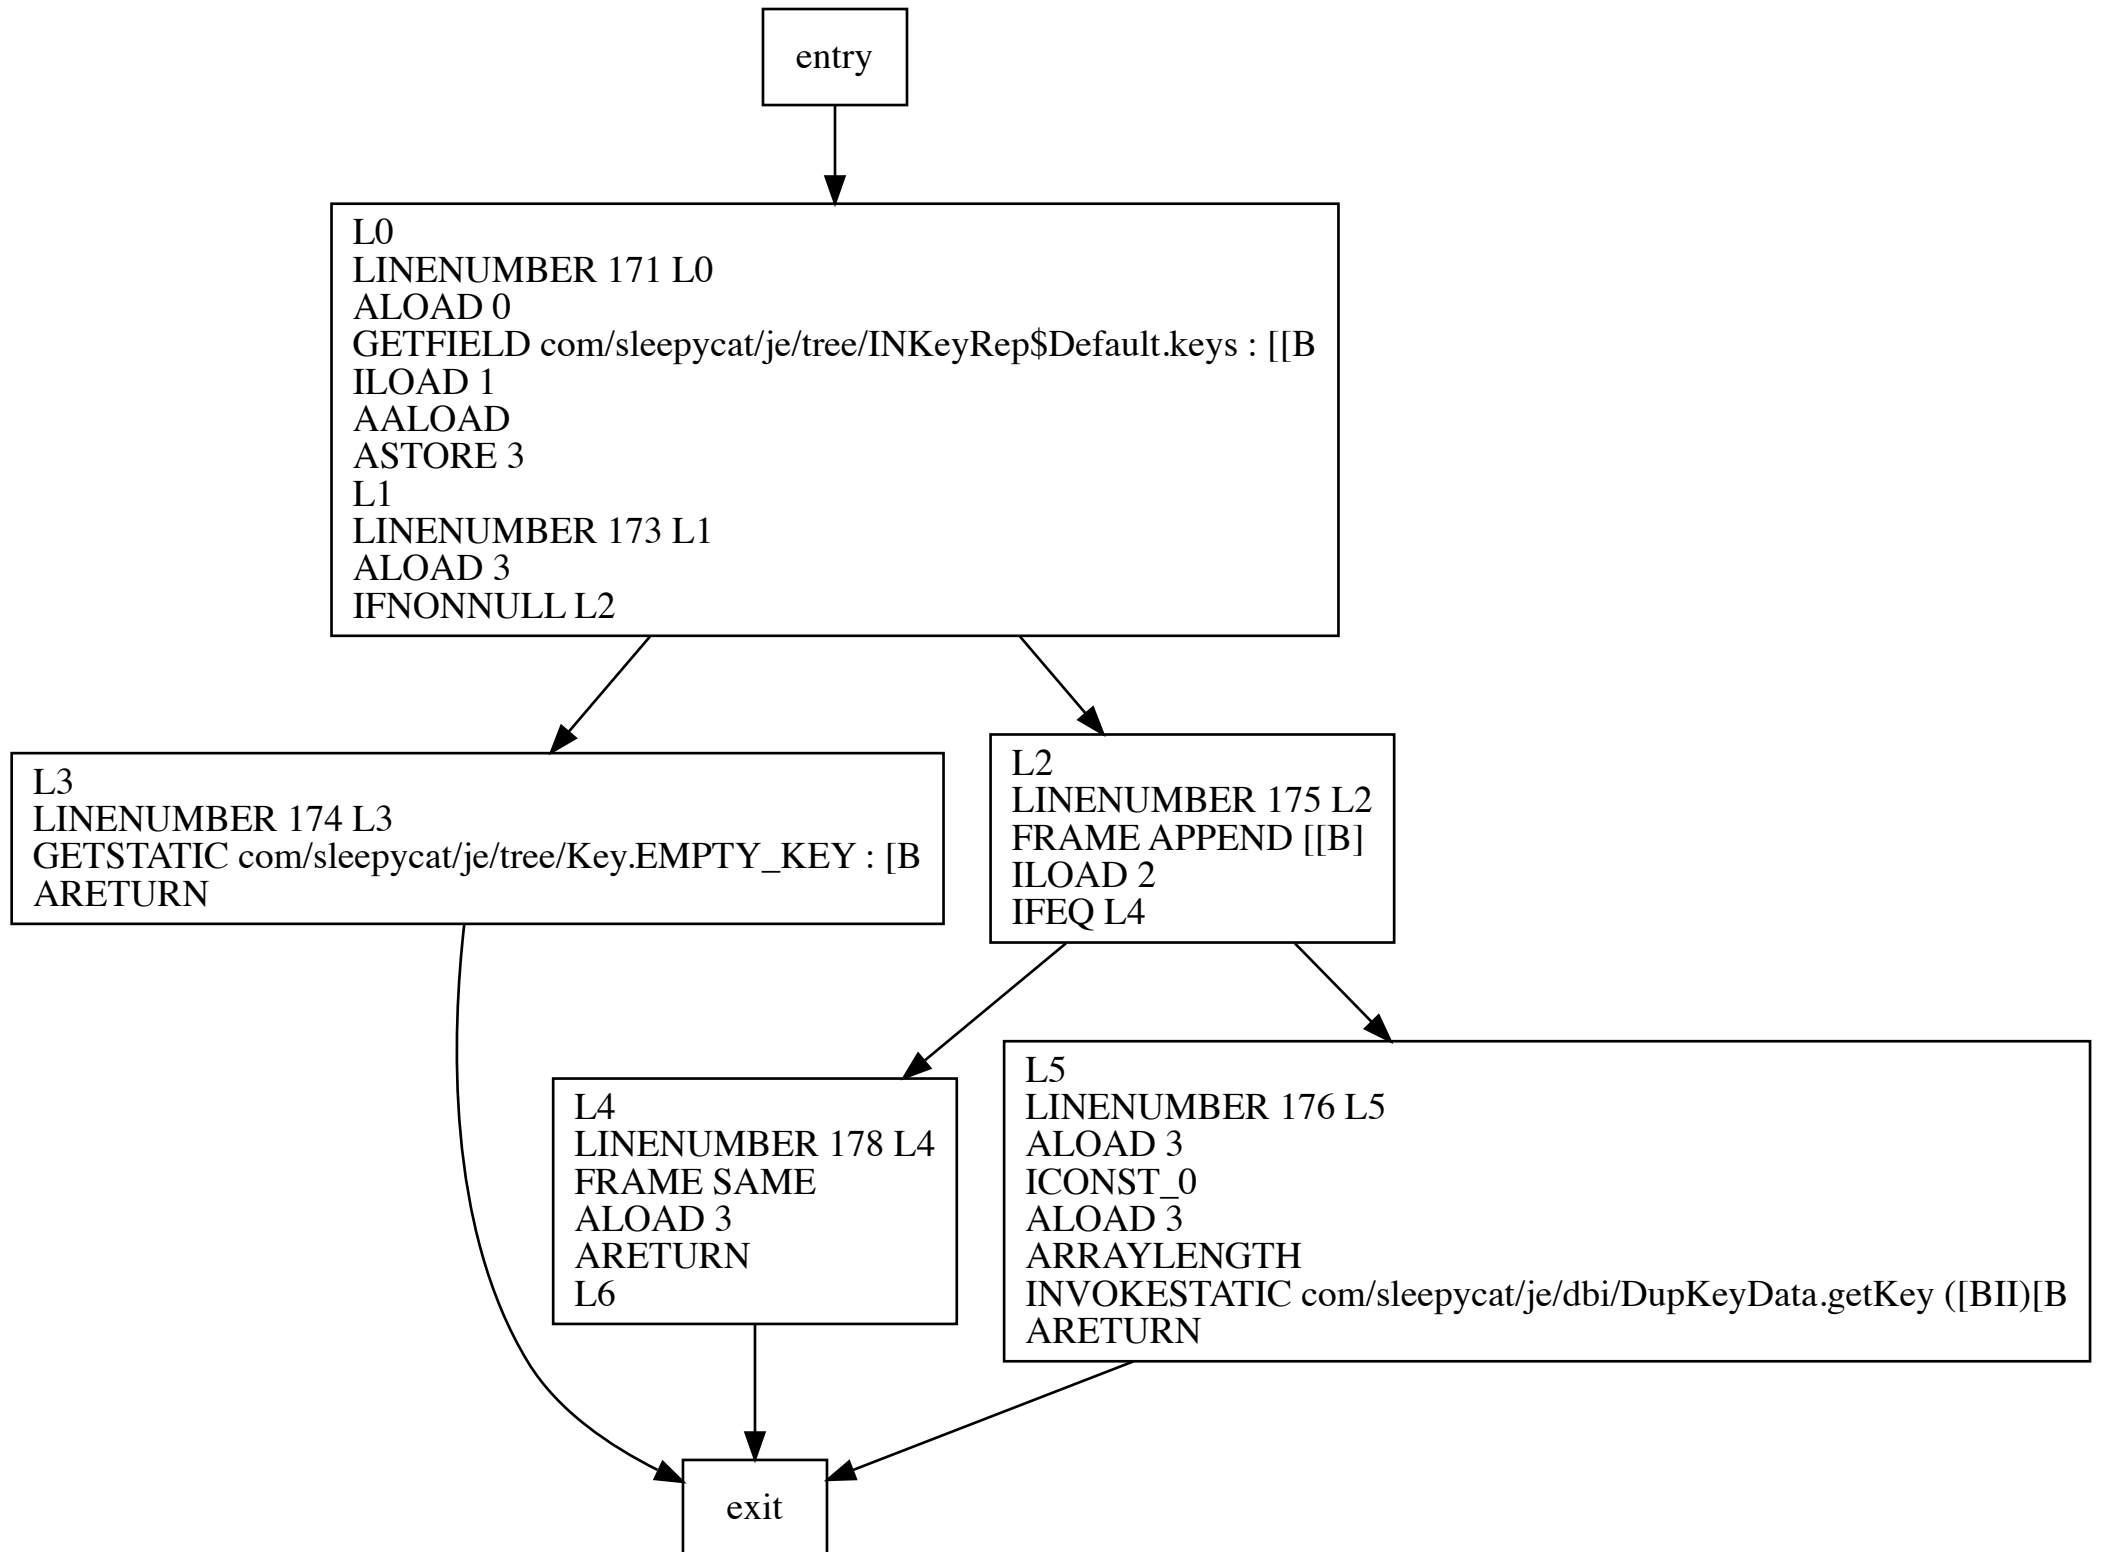 entry
L0
LINENUMBER 171 L0
ALOAD 0
GETFIELD com/sleepycat/je/tree/INKeyRep$Default.keys : [[B
ILOAD 1
AALOAD
ASTORE 3
L1
LINENUMBER 173 L1
ALOAD 3
IFNONNULL L2
L3
LINENUMBER 174 L3
GETSTATIC com/sleepycat/je/tree/Key.EMPTY_KEY : [B
ARETURN
L2
LINENUMBER 175 L2
FRAME APPEND [[B]
ILOAD 2
IFEQ L4
L4
LINENUMBER 178 L4
FRAME SAME
ALOAD 3
ARETURN
L6
L5
LINENUMBER 176 L5
ALOAD 3
ICONST_0
ALOAD 3
ARRAYLENGTH
INVOKESTATIC com/sleepycat/je/dbi/DupKeyData.getKey ([BII)[B
ARETURN
exit